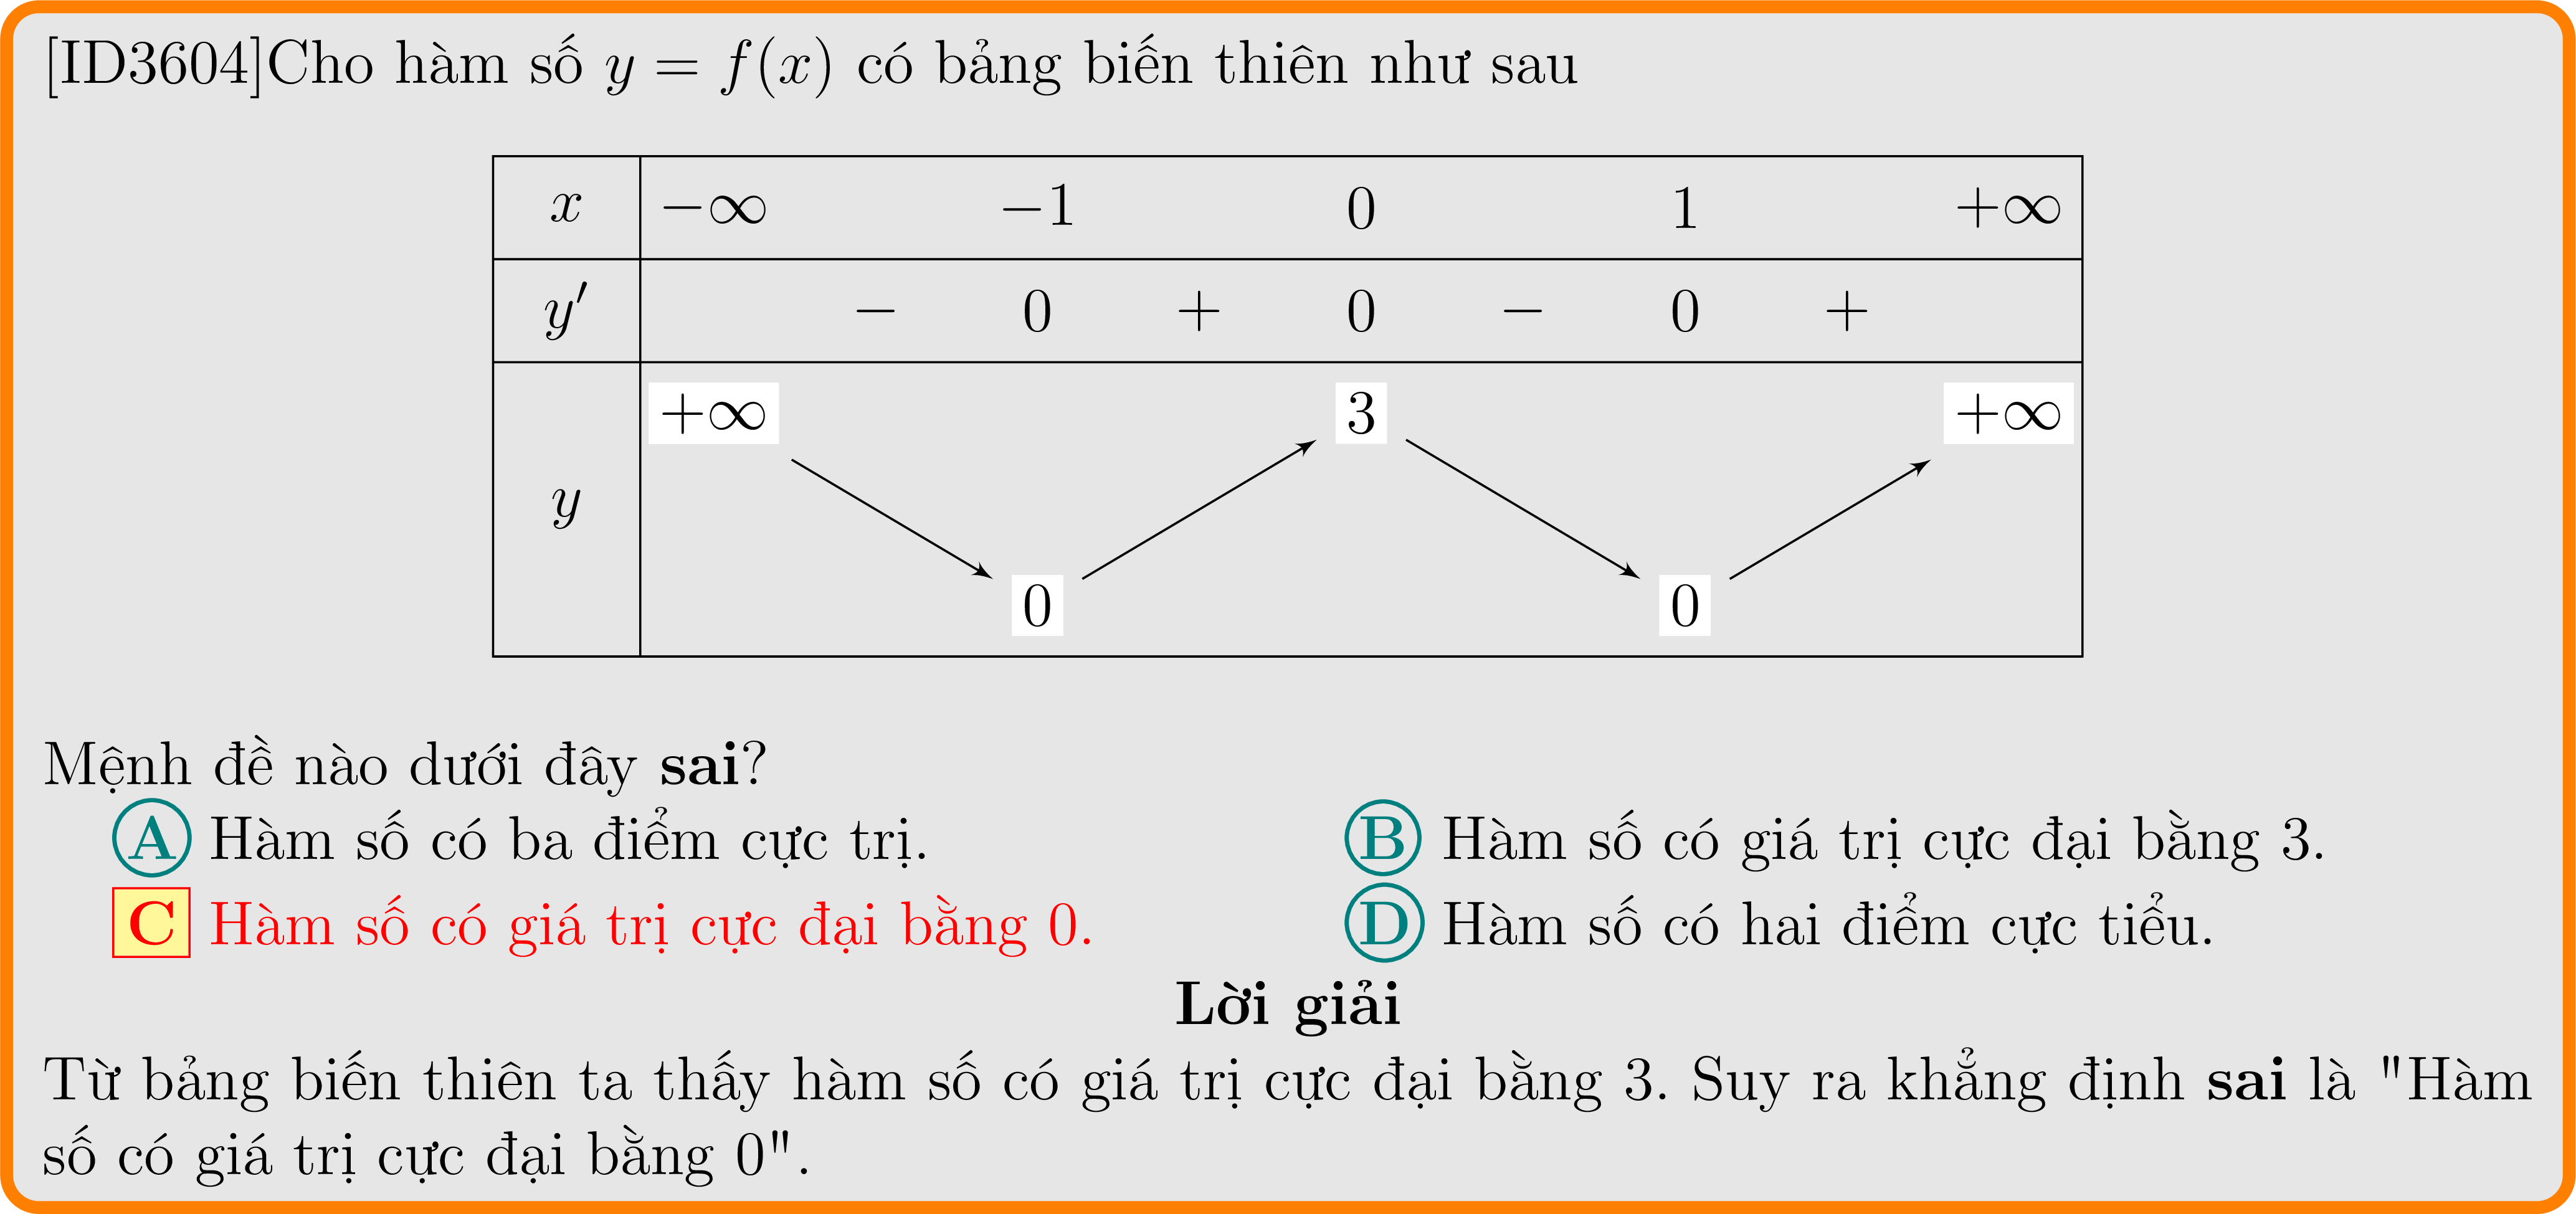 [ID3604]Cho hàm số y = f(x) có bảng biến thiên như sau
x −∞ −1 0 1 +∞
y′ − 0 + 0 − 0 +
+∞ 3 +∞
y
0 0
Mệnh đề nào dưới đây sai?
A Hàm số có ba điểm cực trị. B Hàm số có giá trị cực đại bằng 3.
C Hàm số có giá trị cực đại bằng 0. D Hàm số có hai điểm cực tiểu.
Lời giải
Từ bảng biến thiên ta thấy hàm số có giá trị cực đại bằng 3. Suy ra khẳng định sai là "Hàm
số có giá trị cực đại bằng 0".